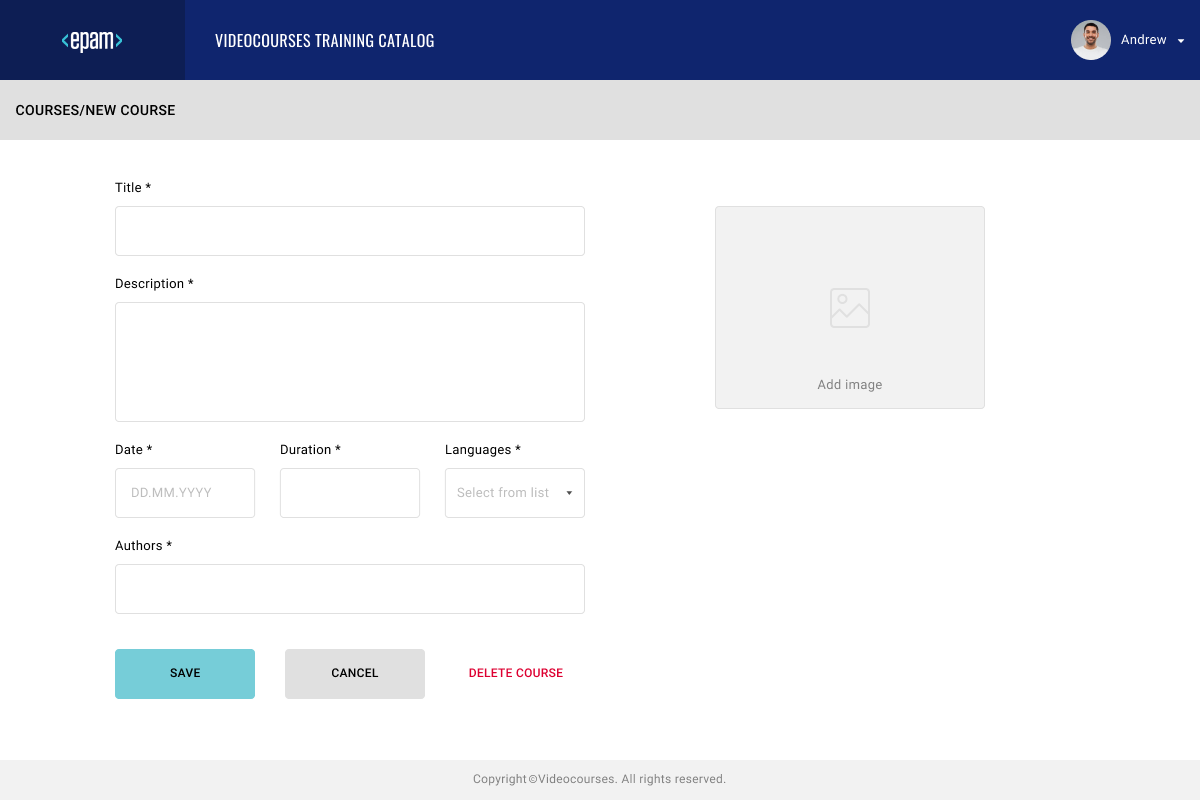 <epam>
VIDEOCOURSES TRAINING CATALOG
Andrew
COURSES/NEW COURSE
Title *
Description *
Add image
Date *
Duration *
Languages *
DD.MM.YYYY
Select from list
Authors *
SAVE
CANCEL
DELETE COURSE
Copyright©Videocourses. All rights reserved.